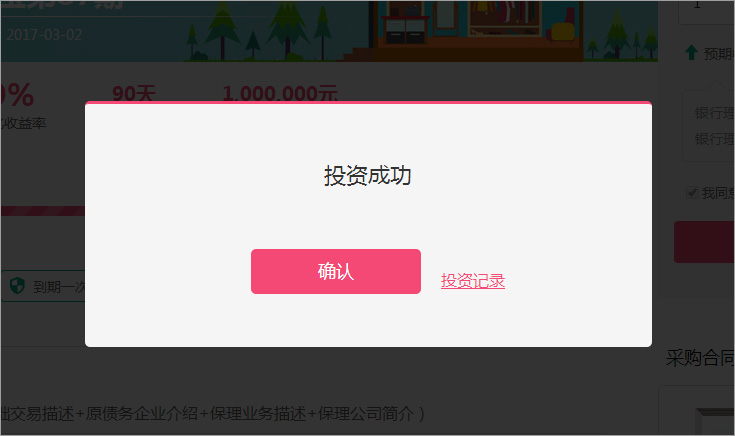 2017-03-02
1
预期
%
90天
1,000,000元
收益率
银行理
银行理
我同意
投资成功
确认
投资记录
到期一次
采购合同
础交易描述+原债务企业介绍+保理业务描述+保理公司简介）